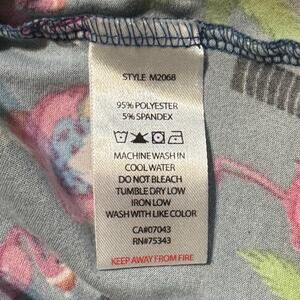 STYLE M2068
95% POLYESTER
5% SPANDEX
MACHINE WASH IN
COOL WATER
DO NOT BLEACH
TUMBLE DRY LOW
IRON LOW
WASH WITH LIKE COLOR
CA#07043
RN#75343
KEEP AWAY FROM FIRE